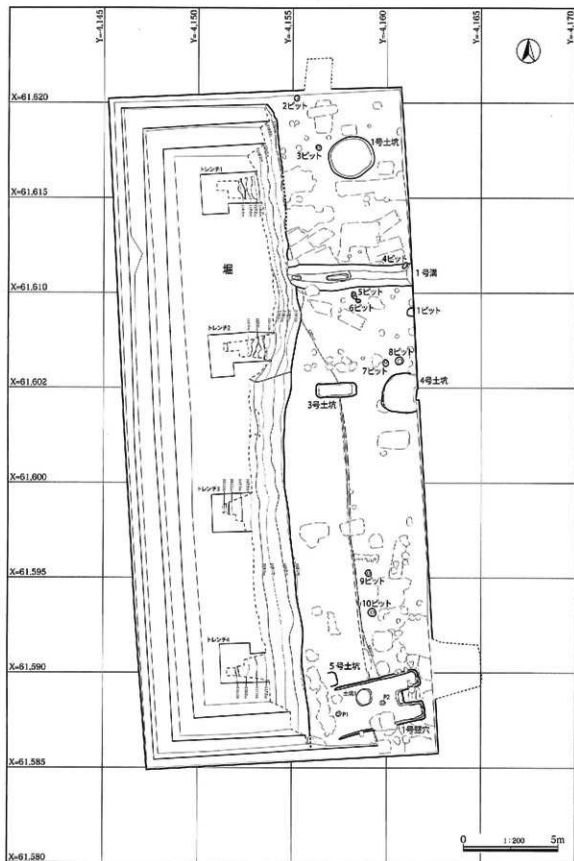 Y=-4,145
Y=-4,150
Y=-4,155
Y=-4,160
Y=-4,165
Y=-4,170
X=61,620
2ピット
3ピット
1号土坑
トレンチ1
X=61,615
堀
4ピット
1号溝
X=61,610
5ピット
6ピット
1ピット
トレンチ2
8ピット
7ピット
X=61,602
3号土坑
4号土坑
X=61,600
トレンチ3
X=61,595
9ピット
10ピット
トレンチ4
X=61,590
5号土坑
土坑1
P2
P1
1号竪穴
X=61,585
X=61,580
0 1:200 5m